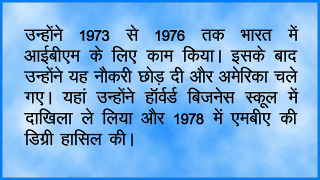 उन्होंने 1973 से 1976 तक भारत में
आईबीएम के लिए काम किया। इसके बाद
उन्होंने यह नौकरी छोड़ दी और अमेरिका चले
गए। यहां उन्होंने हॉर्वर्ड बिजनेस स्कूल में
दाखिला ले लिया और 1978 में एमबीए की
डिग्री हासिल की।